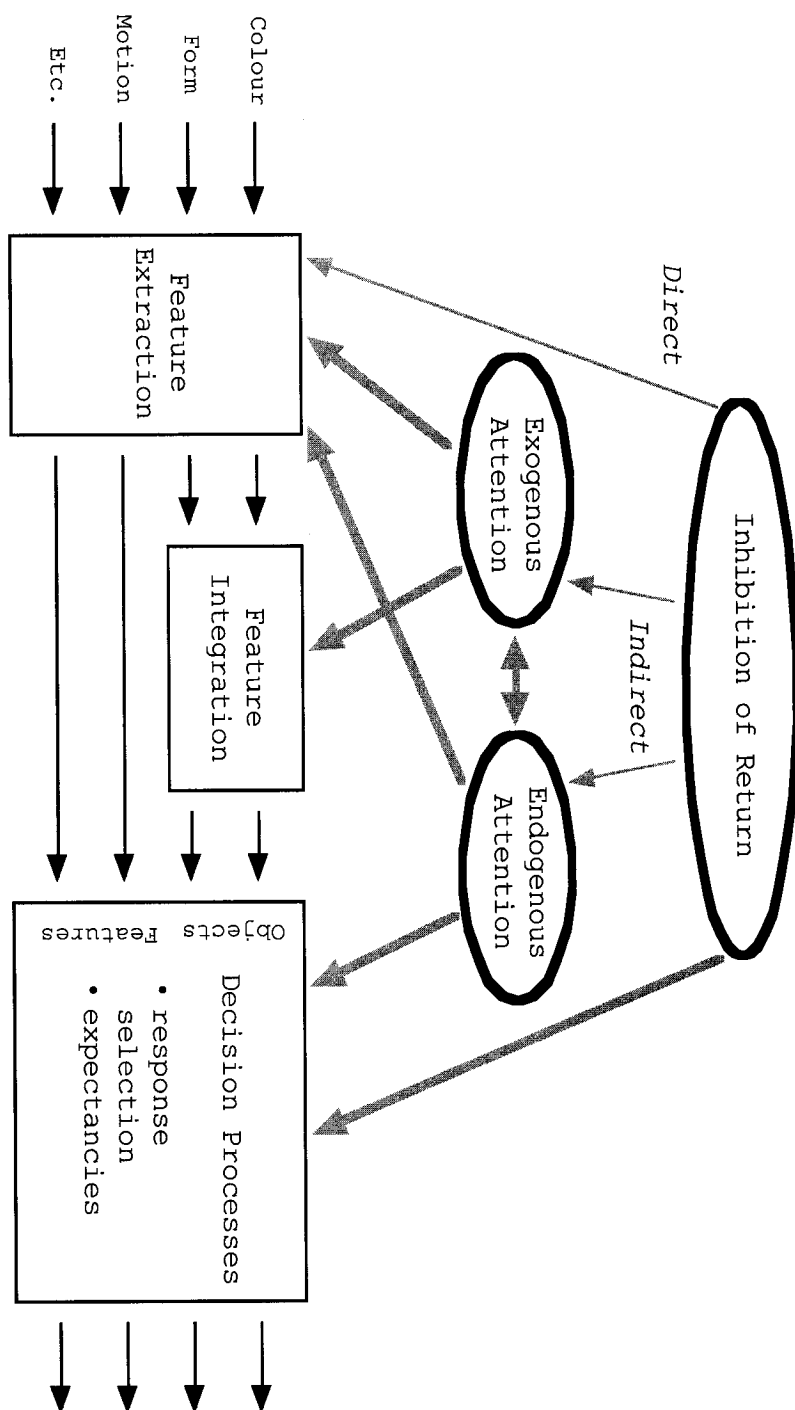 Inhibition of Return
Direct
Indirect
Exogenous
Attention
Endogenous
Attention
Colour
Form
Motion
Etc.
Feature
Extraction
Feature
Integration
Objects
Features
Decision Processes
• response
selection
• expectancies